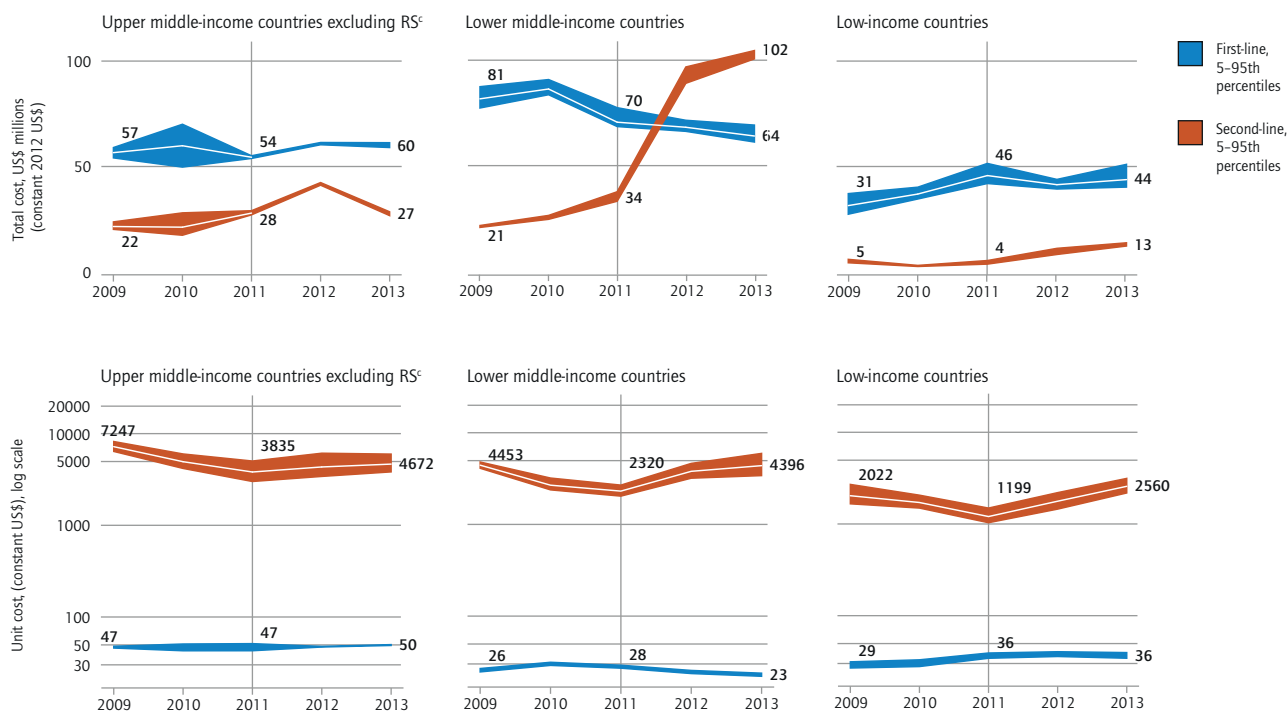 Upper middle-income countries excluding RSᶜ
Lower middle-income countries
Low-income countries
First-line,
5–95th
percentiles
Second-line,
5–95th
percentiles
Total cost, US$ millions
(constant 2012 US$)
100
50
0
57
54
60
22
28
27
2009 2010 2011 2012 2013
81
70
64
21
34
102
2009 2010 2011 2012 2013
31
46
44
5
4
13
2009 2010 2011 2012 2013
Upper middle-income countries excluding RSᶜ
Lower middle-income countries
Low-income countries
Unit cost, (constant US$), log scale
20000
10000
5000
1000
100
50
30
7247
3835
4672
47
47
50
2009 2010 2011 2012 2013
4453
2320
4396
26
28
23
2009 2010 2011 2012 2013
2022
1199
2560
29
36
36
2009 2010 2011 2012 2013